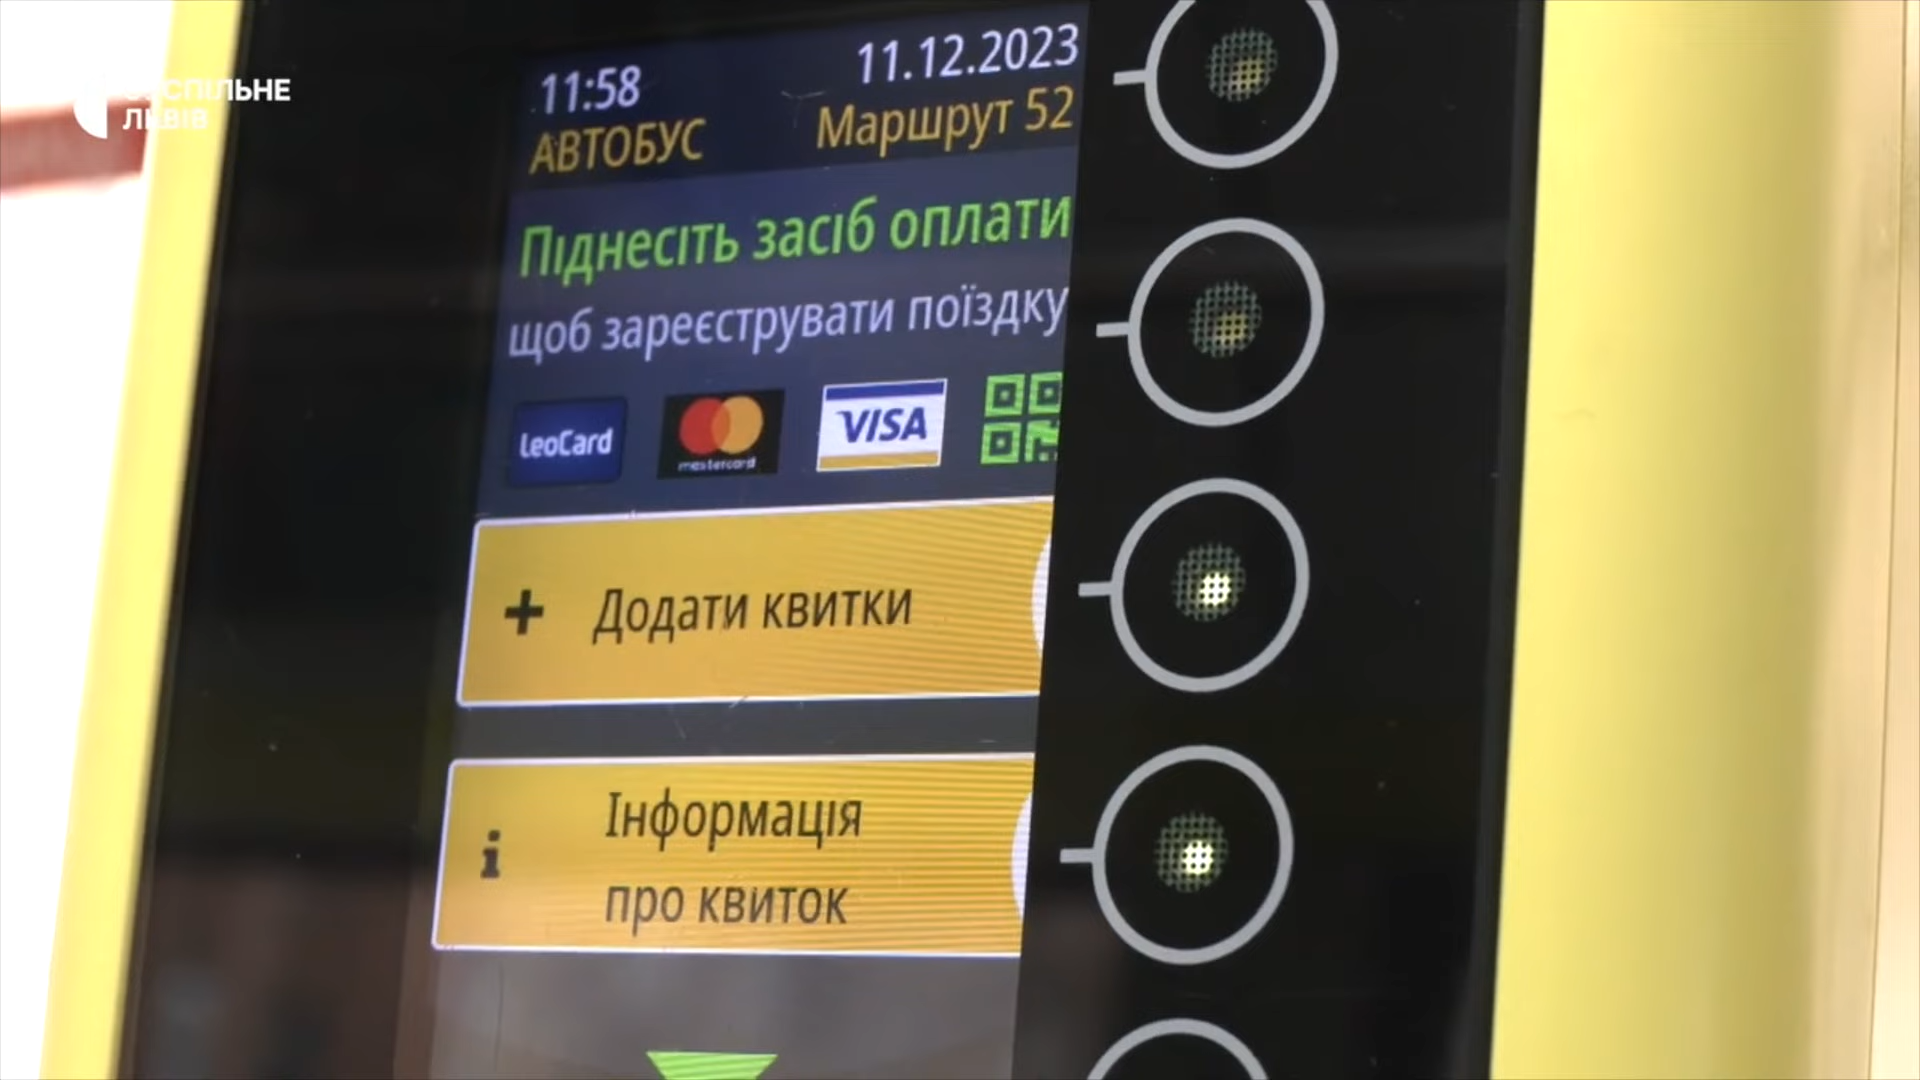 СУСПІЛЬНЕ
ЛЬВІВ
11:58
11.12.2023
АВТОБУС
Маршрут 52
Піднесіть засіб оплати
щоб зареєструвати поїздку
LeoCard
mastercard
VISA
+ Додати квитки
i Інформація
про квиток